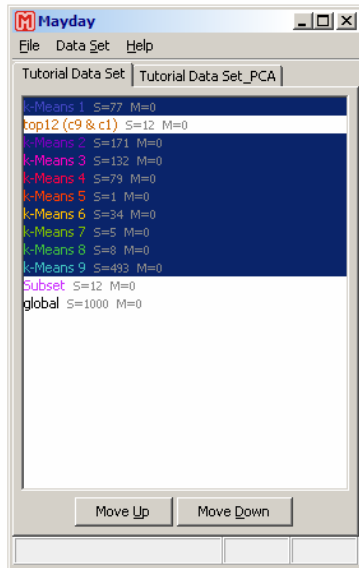 Mayday
File Data Set Help
Tutorial Data Set Tutorial Data Set_PCA
k-Means 1 S=77 M=0
top12 (c9 & c1) S=12 M=0
k-Means 2 S=171 M=0
k-Means 3 S=132 M=0
k-Means 4 S=79 M=0
k-Means 5 S=1 M=0
k-Means 6 S=34 M=0
k-Means 7 S=5 M=0
k-Means 8 S=8 M=0
k-Means 9 S=493 M=0
Subset S=12 M=0
global S=1000 M=0
Move Up Move Down